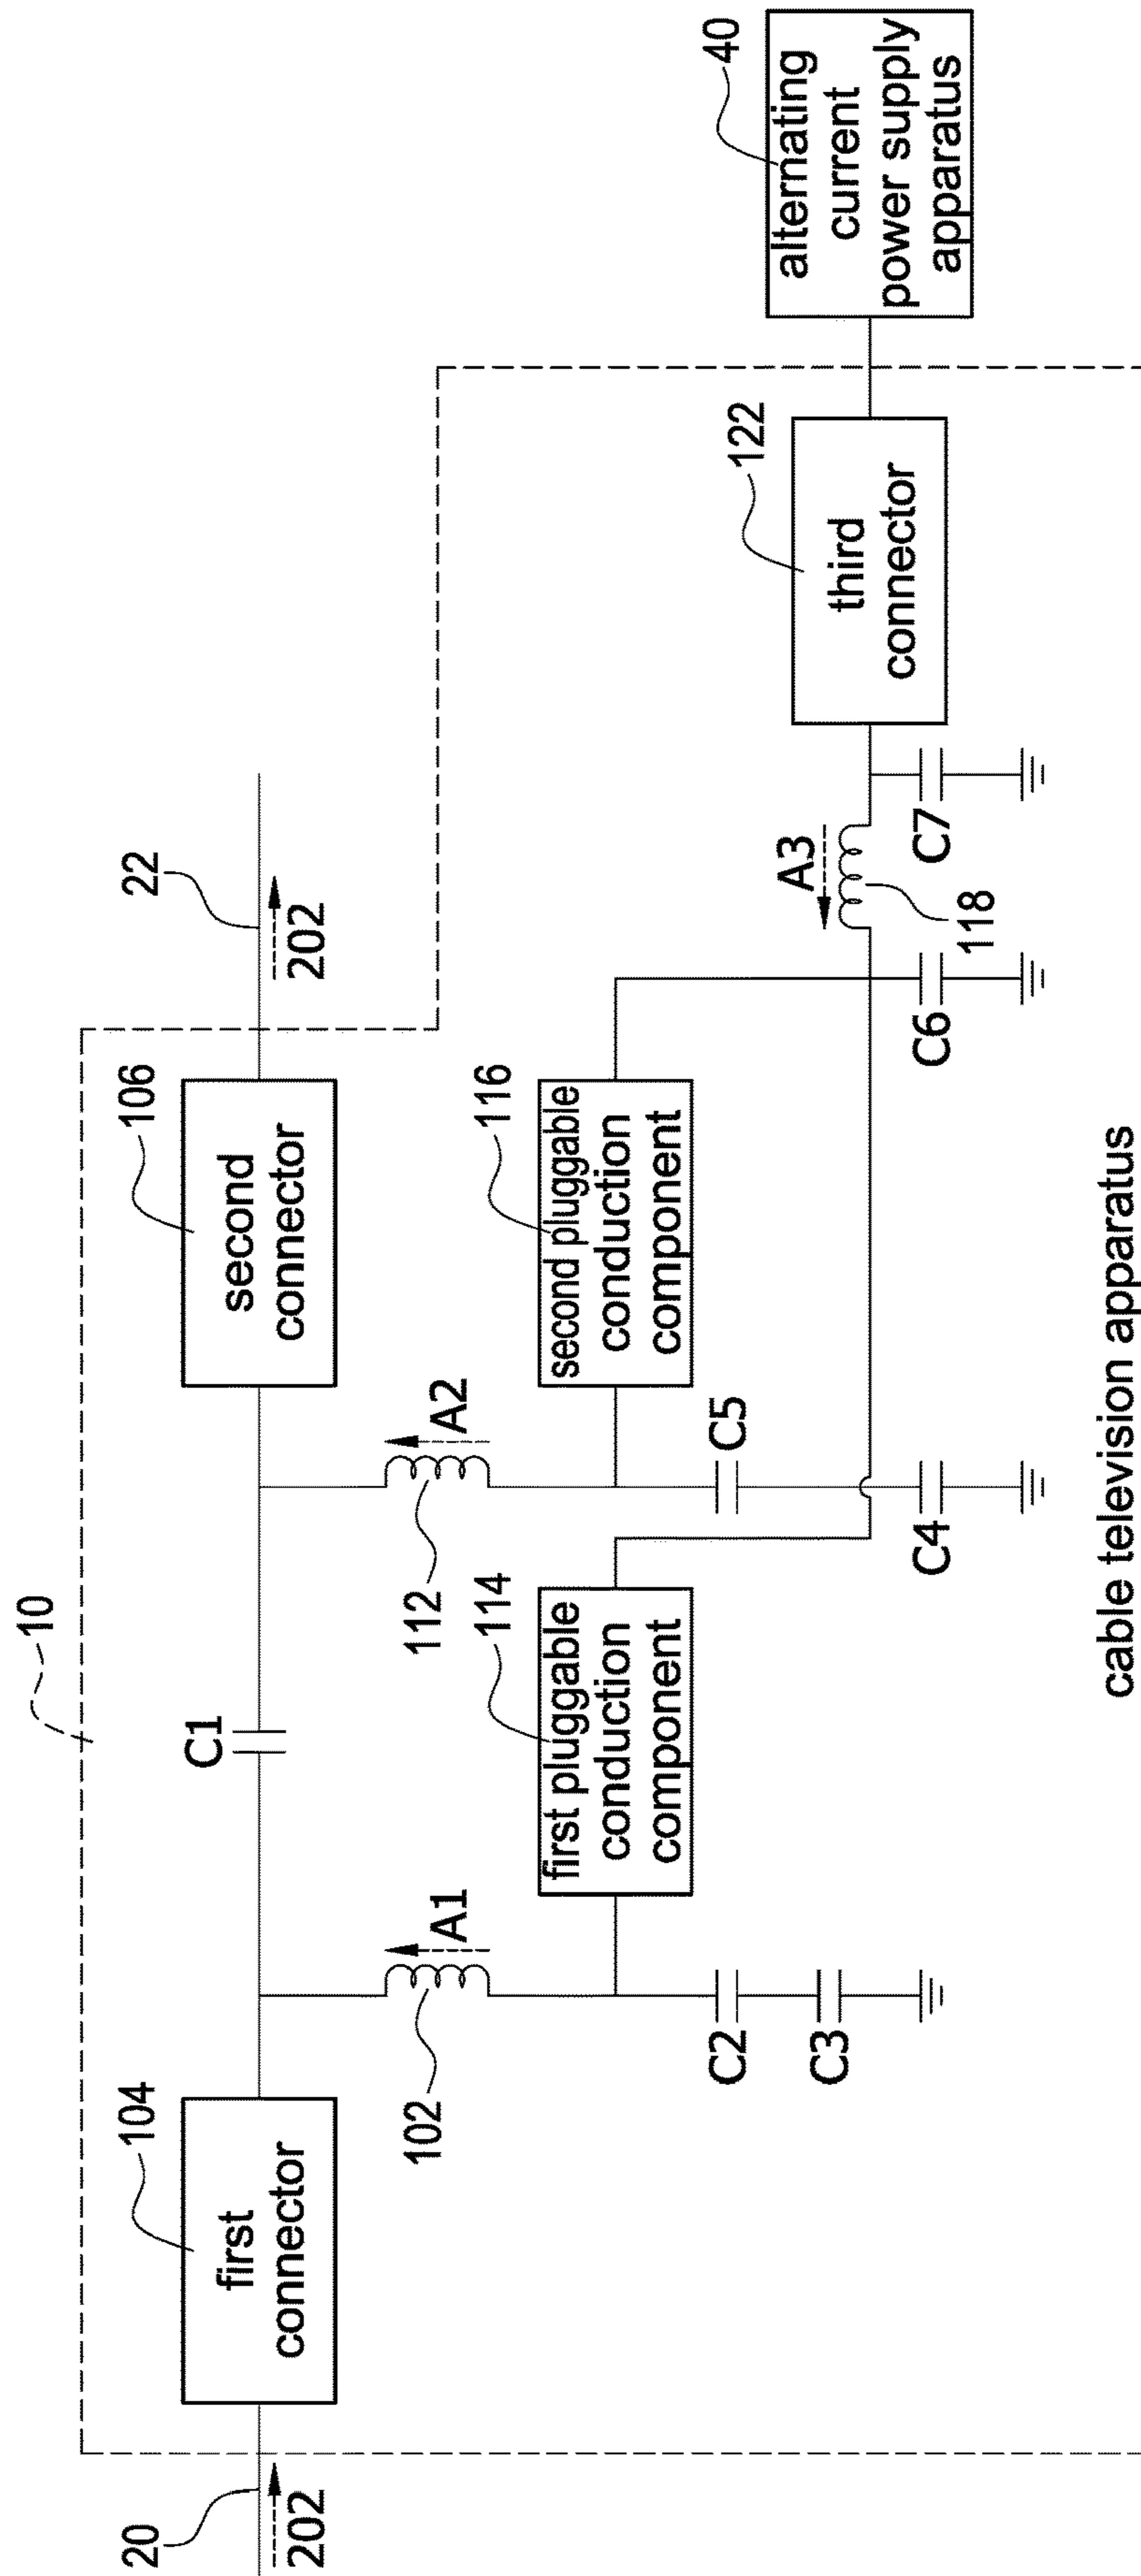 10
20
202
104
first
connector
C1
106
second
connector
22
202
102
A1
112
A2
114
first pluggable
conduction
component
116
second pluggable
conduction
component
C2
C3
C5
C4
C6
A3
118
C7
122
third
connector
40
alternating
current
power supply
apparatus
cable television apparatus